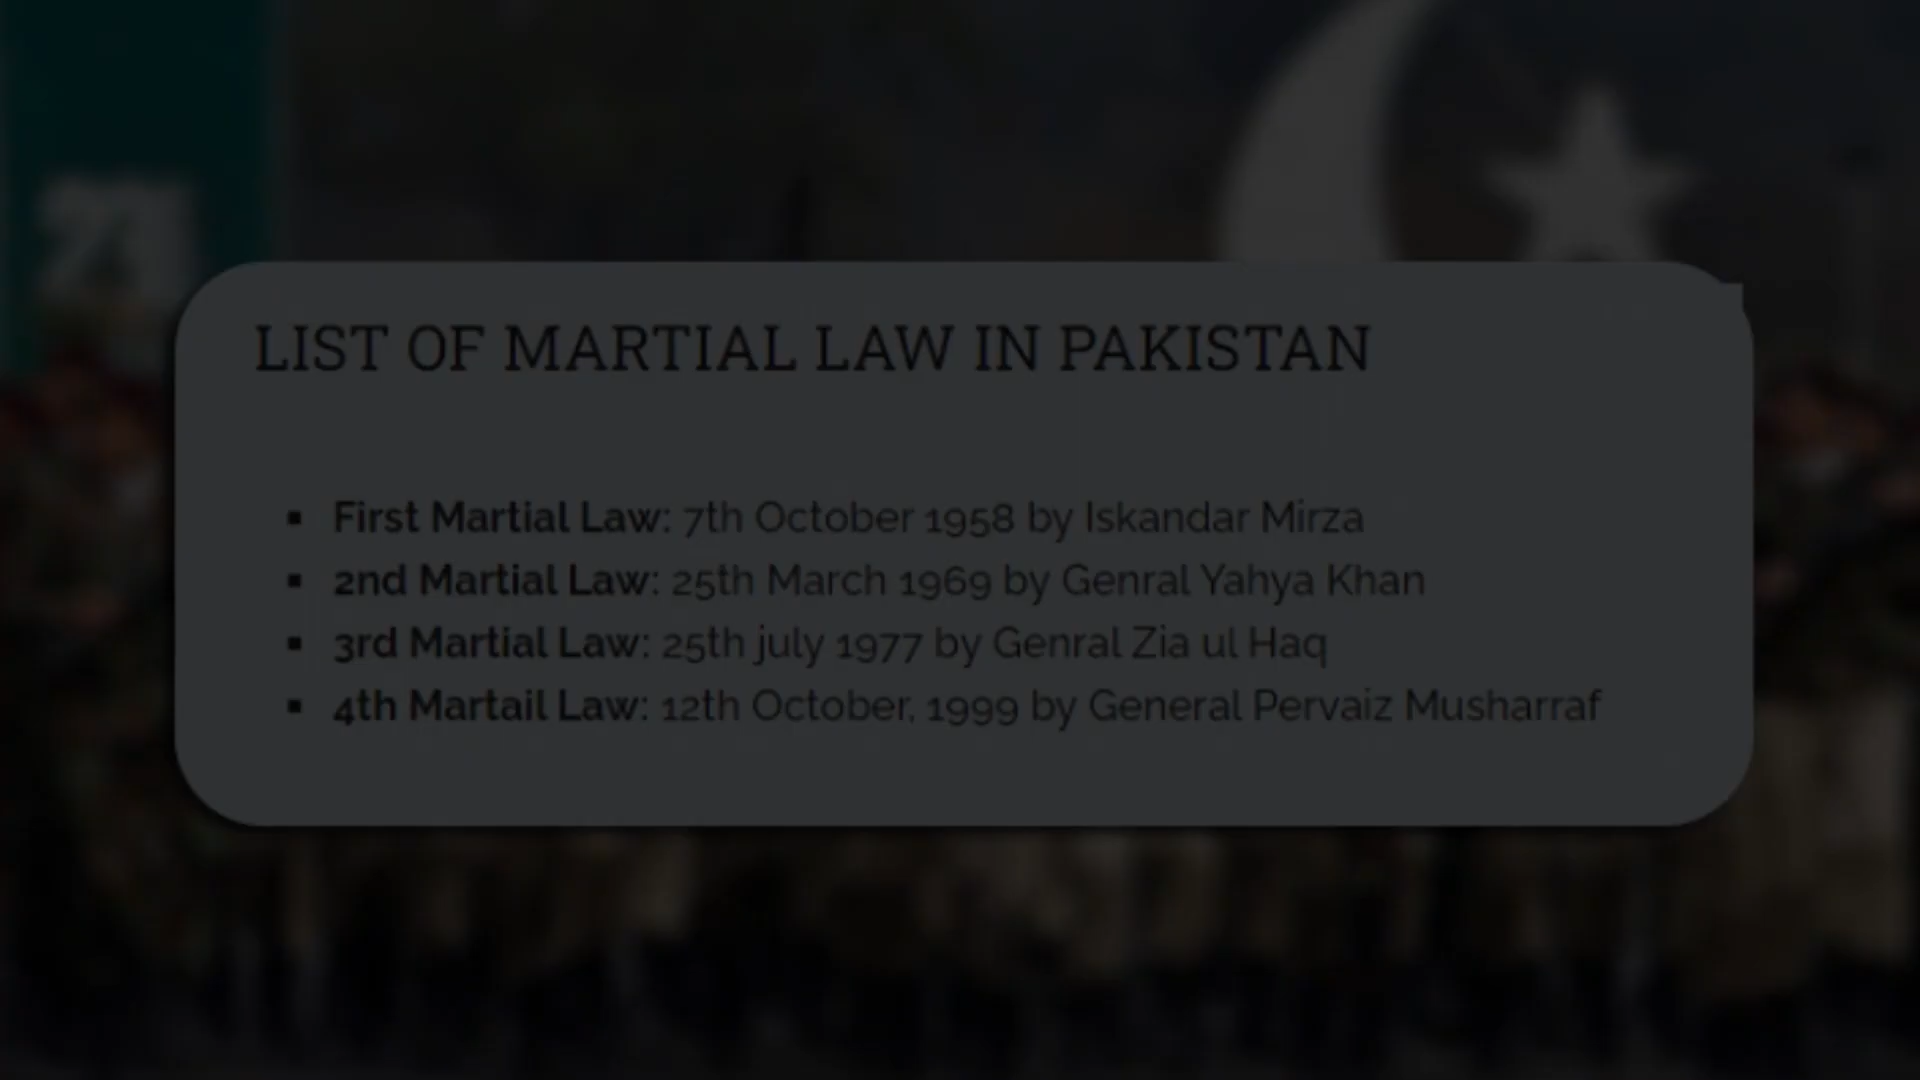 LIST OF MARTIAL LAW IN PAKISTAN
▪ First Martial Law: 7th October 1958 by Iskandar Mirza
▪ 2nd Martial Law: 25th March 1969 by Genral Yahya Khan
▪ 3rd Martial Law: 25th july 1977 by Genral Zia ul Haq
▪ 4th Martail Law: 12th October, 1999 by General Pervaiz Musharraf